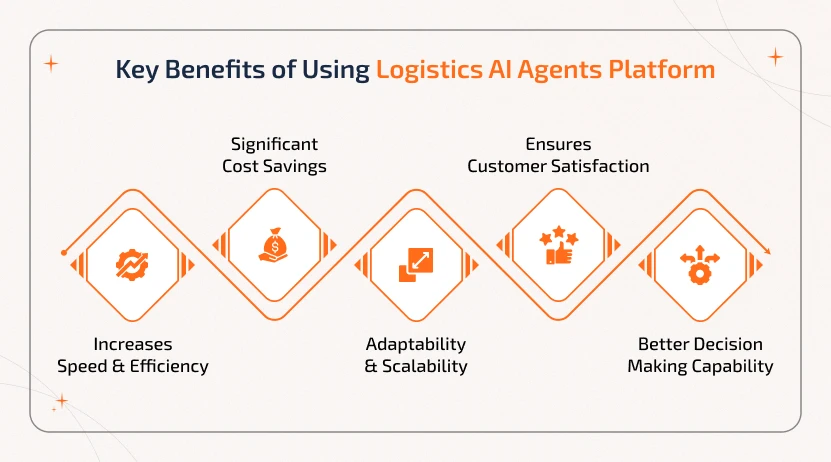 Key Benefits of Using Logistics AI Agents Platform
Significant
Cost Savings
Ensures
Customer Satisfaction
$
Increases
Speed & Efficiency
Adaptability
& Scalability
Better Decision
Making Capability